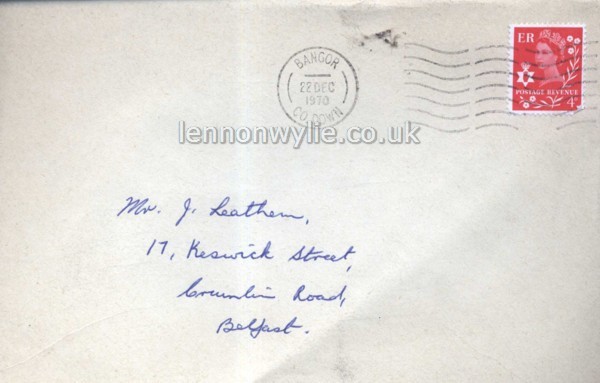 BANGOR
22 DEC
1970
CO. DOWN
ER
POSTAGE REVENUE
4D
lennonwylie.co.uk
Mr. J. Leathem,
17, Keswick Street,
Crumlin Road,
Belfast.